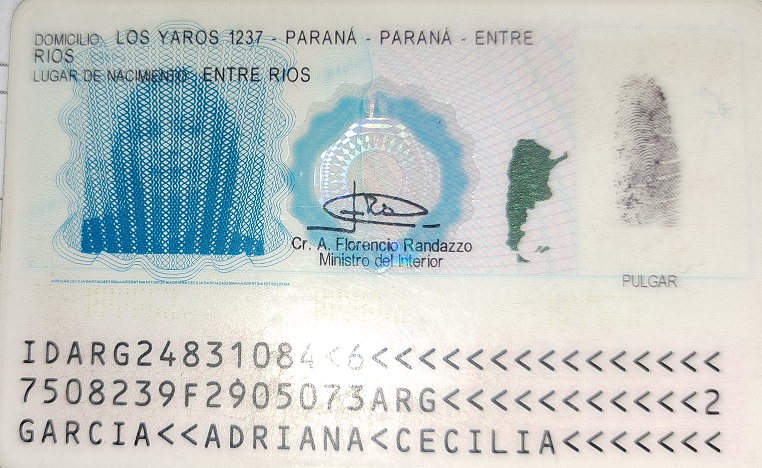 DOMICILIO: LOS YAROS 1237 - PARANÁ - PARANÁ - ENTRE
RIOS
LUGAR DE NACIMIENTO: ENTRE RIOS
Cr. A. Florencio Randazzo
Ministro del Interior
PULGAR
IDARG24831084<6<<<<<<<<<<<<<<<
7508239F2905073ARG<<<<<<<<<<<2
GARCIA<<ADRIANA<CECILIA<<<<<<<